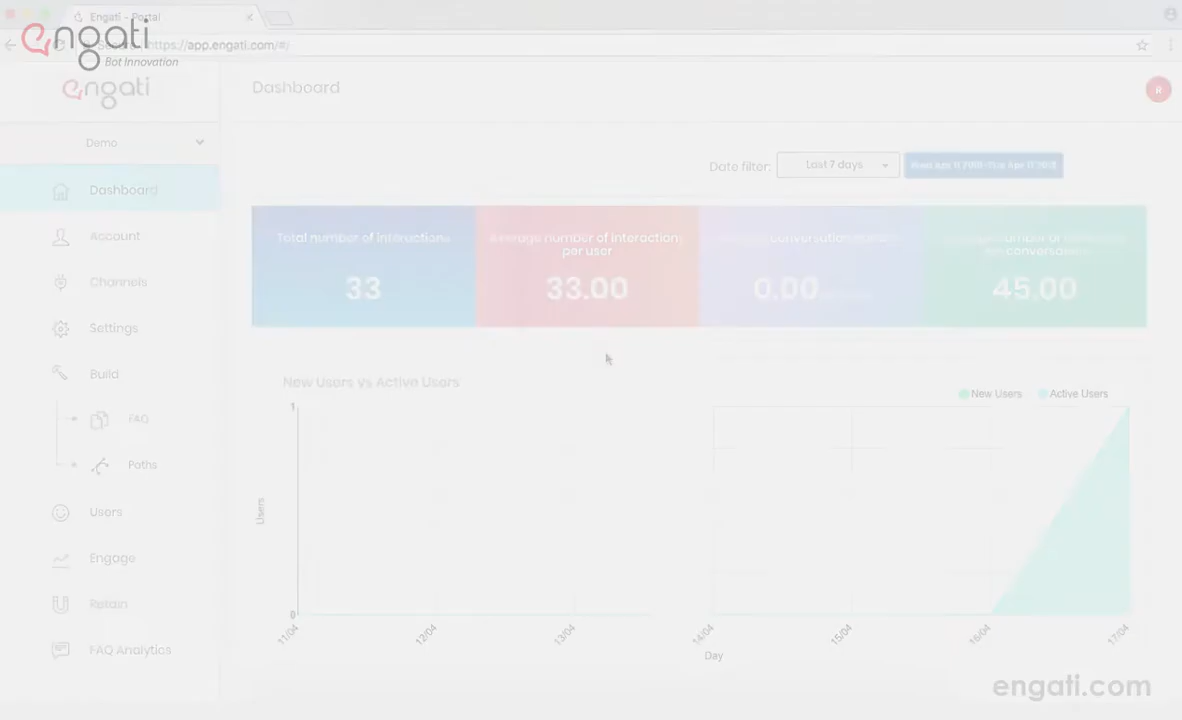 Engati - Portal
https://app.engati.com/#/
engati
Bot Innovation
engati
Dashboard
R
Demo
Date filter:
Last 7 days
Dashboard
Account
Channels
Settings
Build
FAQ
Paths
Users
Engage
Retain
FAQ Analytics
Total number of interactions
33
Average number of interactions
per user
33.00
conversation
0.00
45.00
New Users vs Active Users
New Users
Active Users
1
0
Users
11/04
12/04
13/04
14/04
15/04
16/04
17/04
Day
engati.com